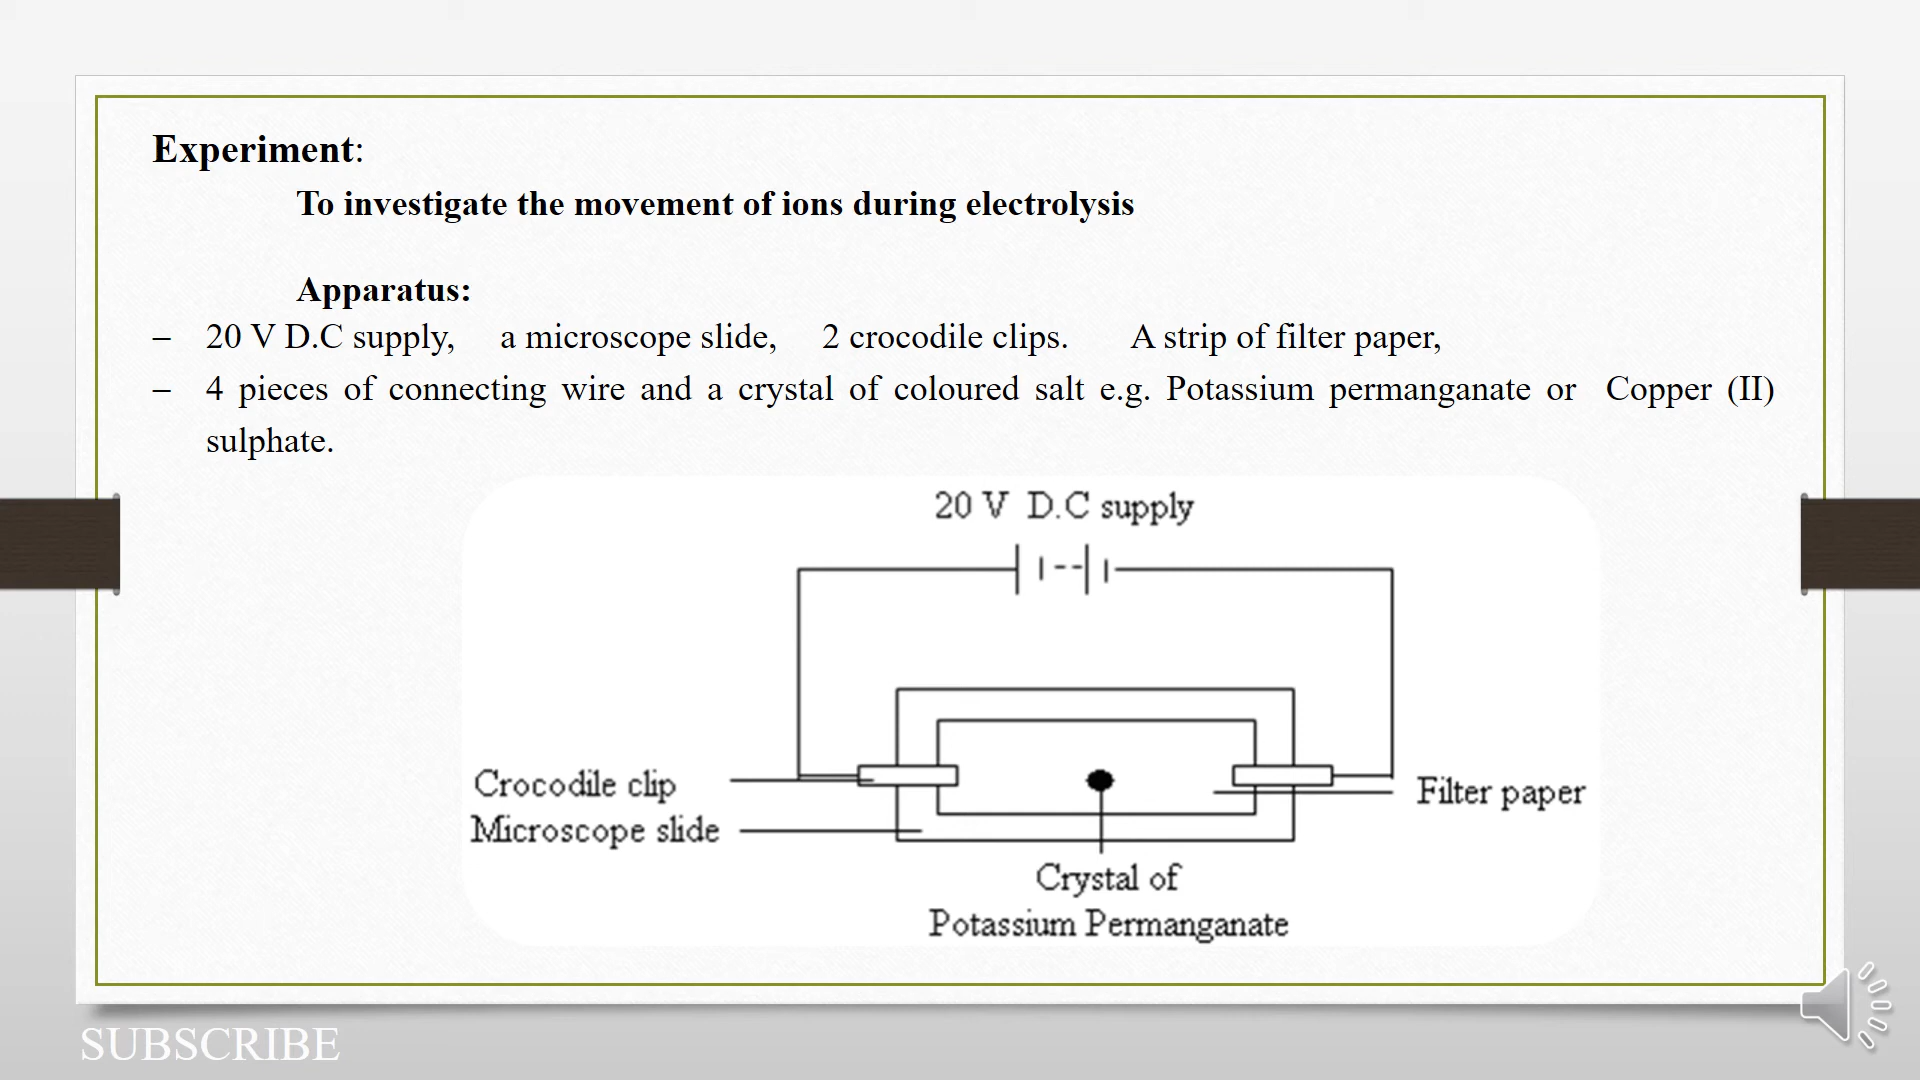 Experiment:
To investigate the movement of ions during electrolysis
Apparatus:
– 20 V D.C supply, a microscope slide, 2 crocodile clips. A strip of filter paper,
– 4 pieces of connecting wire and a crystal of coloured salt e.g. Potassium permanganate or Copper (II)
sulphate.
20 V D.C supply
Crocodile clip
Filter paper
Microscope slide
Crystal of
Potassium Permanganate
SUBSCRIBE